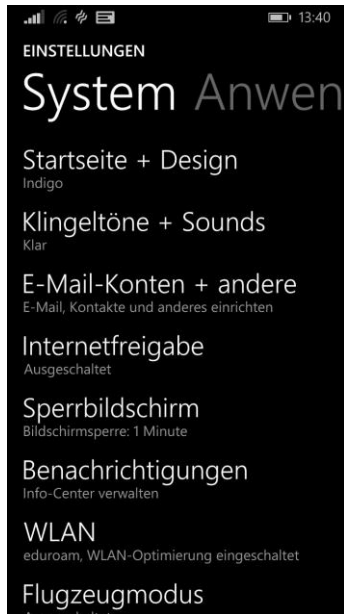 13:40
EINSTELLUNGEN
System Anwen
Startseite + Design
Indigo
Klingeltöne + Sounds
Klar
E-Mail-Konten + andere
E-Mail, Kontakte und anderes einrichten
Internetfreigabe
Ausgeschaltet
Sperrbildschirm
Bildschirmsperre: 1 Minute
Benachrichtigungen
Info-Center verwalten
WLAN
eduroam, WLAN-Optimierung eingeschaltet
Flugzeugmodus